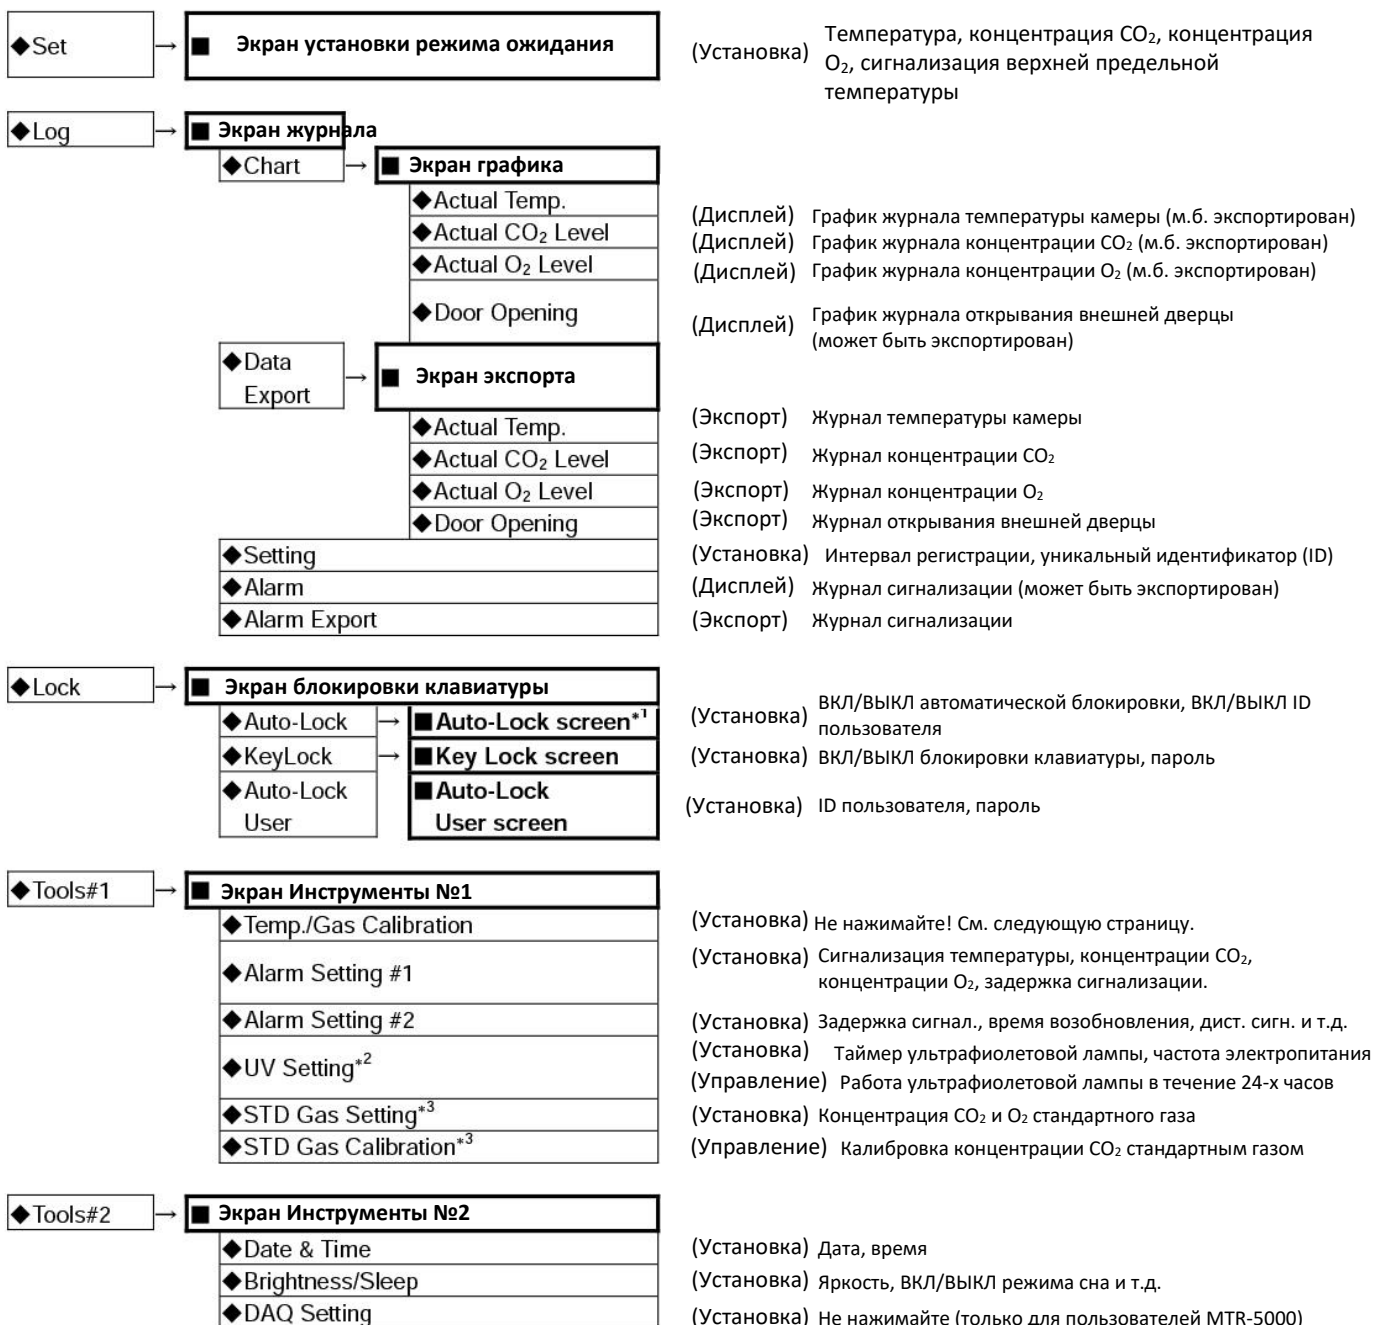 ◆Set → ■ Экран установки режима ожидания (Установка) Температура, концентрация CO₂, концентрация
O₂, сигнализация верхней предельной
температуры
◆Log → ■ Экран журнала
◆Chart → ■ Экран графика
◆Actual Temp. (Дисплей) График журнала температуры камеры (м.б. экспортирован)
◆Actual CO₂ Level (Дисплей) График журнала концентрации CO₂ (м.б. экспортирован)
◆Actual O₂ Level (Дисплей) График журнала концентрации O₂ (м.б. экспортирован)
◆Door Opening (Дисплей) График журнала открывания внешней дверцы
(может быть экспортирован)
◆Data
Export → ■ Экран экспорта
◆Actual Temp. (Экспорт) Журнал температуры камеры
◆Actual CO₂ Level (Экспорт) Журнал концентрации CO₂
◆Actual O₂ Level (Экспорт) Журнал концентрации O₂
◆Door Opening (Экспорт) Журнал открывания внешней дверцы
◆Setting (Установка) Интервал регистрации, уникальный идентификатор (ID)
◆Alarm (Дисплей) Журнал сигнализации (может быть экспортирован)
◆Alarm Export (Экспорт) Журнал сигнализации
◆Lock → ■ Экран блокировки клавиатуры
◆Auto-Lock → ■Auto-Lock screen*¹ (Установка) ВКЛ/ВЫКЛ автоматической блокировки, ВКЛ/ВЫКЛ ID
пользователя
◆KeyLock → ■Key Lock screen (Установка) ВКЛ/ВЫКЛ блокировки клавиатуры, пароль
◆Auto-Lock ■Auto-Lock
User User screen (Установка) ID пользователя, пароль
◆Tools#1 → ■ Экран Инструменты №1
◆Temp./Gas Calibration (Установка) Не нажимайте! См. следующую страницу.
◆Alarm Setting #1 (Установка) Сигнализация температуры, концентрации CO₂,
концентрации O₂, задержка сигнализации.
◆Alarm Setting #2 (Установка) Задержка сигнал., время возобновления, дист. сигн. и т.д.
◆UV Setting*² (Установка) Таймер ультрафиолетовой лампы, частота электропитания
(Управление) Работа ультрафиолетовой лампы в течение 24-х часов
◆STD Gas Setting*³ (Установка) Концентрация CO₂ и O₂ стандартного газа
◆STD Gas Calibration*³ (Управление) Калибровка концентрации CO₂ стандартным газом
◆Tools#2 → ■ Экран Инструменты №2
◆Date & Time (Установка) Дата, время
◆Brightness/Sleep (Установка) Яркость, ВКЛ/ВЫКЛ режима сна и т.д.
◆DAQ Setting (Установка) Не нажимайте (только для пользователей MTR-5000)